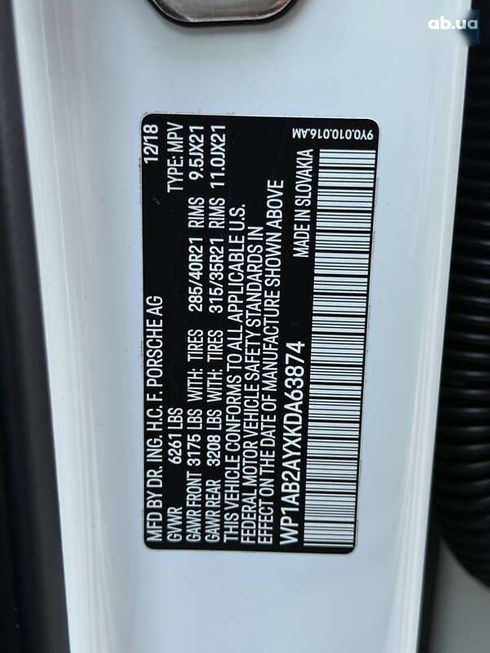 ab.ua
MFD BY DR. ING. H.C. F. PORSCHE AG 12/18
GVWR 6261 LBS TYPE: MPV
GAWR FRONT 3175 LBS WITH: TIRES 285/40R21 RIMS 9.5JX21
GAWR REAR 3208 LBS WITH: TIRES 315/35R21 RIMS 11.0JX21
THIS VEHICLE CONFORMS TO ALL APPLICABLE U.S.
FEDERAL MOTOR VEHICLE SAFETY STANDARDS IN
EFFECT ON THE DATE OF MANUFACTURE SHOWN ABOVE
WP1AB2AYXKDA63874 MADE IN SLOVAKIA
9Y0.010.016.AM